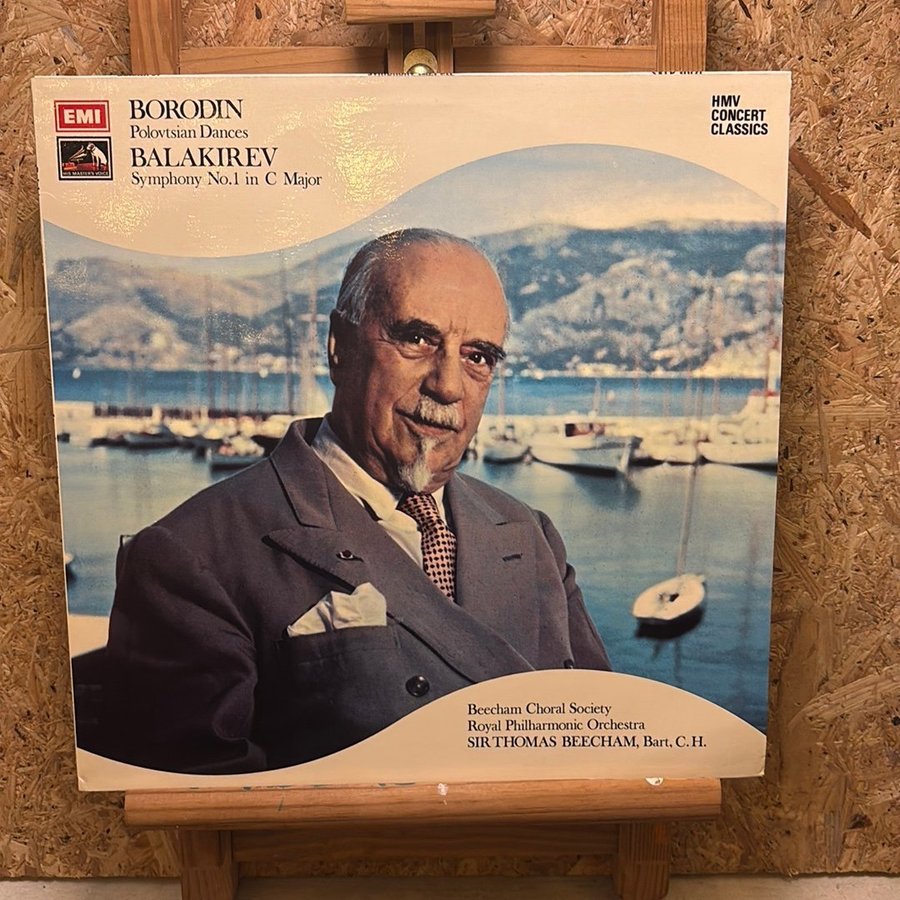 EMI
HIS MASTER'S VOICE
BORODIN
Polovtsian Dances
BALAKIREV
Symphony No.1 in C Major
HMV
CONCERT
CLASSICS
Beecham Choral Society
Royal Philharmonic Orchestra
SIR THOMAS BEECHAM, Bart, C.H.